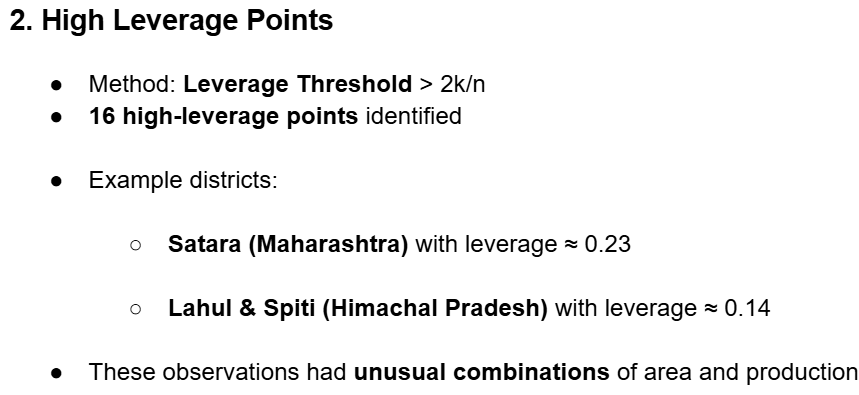 2. High Leverage Points
● Method: Leverage Threshold > 2k/n
● 16 high-leverage points identified
● Example districts:
○ Satara (Maharashtra) with leverage ≈ 0.23
○ Lahul & Spiti (Himachal Pradesh) with leverage ≈ 0.14
● These observations had unusual combinations of area and production